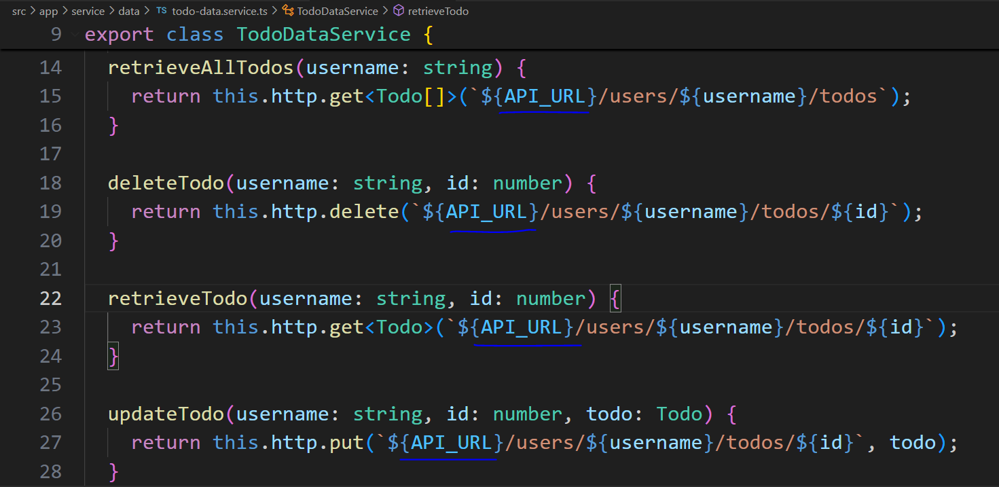 src > app > service > data > TS todo-data.service.ts > TodoDataService > retrieveTodo
9 export class TodoDataService {
14 retrieveAllTodos(username: string) {
15 return this.http.get<Todo[]>(`${API_URL}/users/${username}/todos`);
16 }
17
18 deleteTodo(username: string, id: number) {
19 return this.http.delete(`${API_URL}/users/${username}/todos/${id}`);
20 }
21
22 retrieveTodo(username: string, id: number) {
23 return this.http.get<Todo>(`${API_URL}/users/${username}/todos/${id}`);
24 }
25
26 updateTodo(username: string, id: number, todo: Todo) {
27 return this.http.put(`${API_URL}/users/${username}/todos/${id}`, todo);
28 }